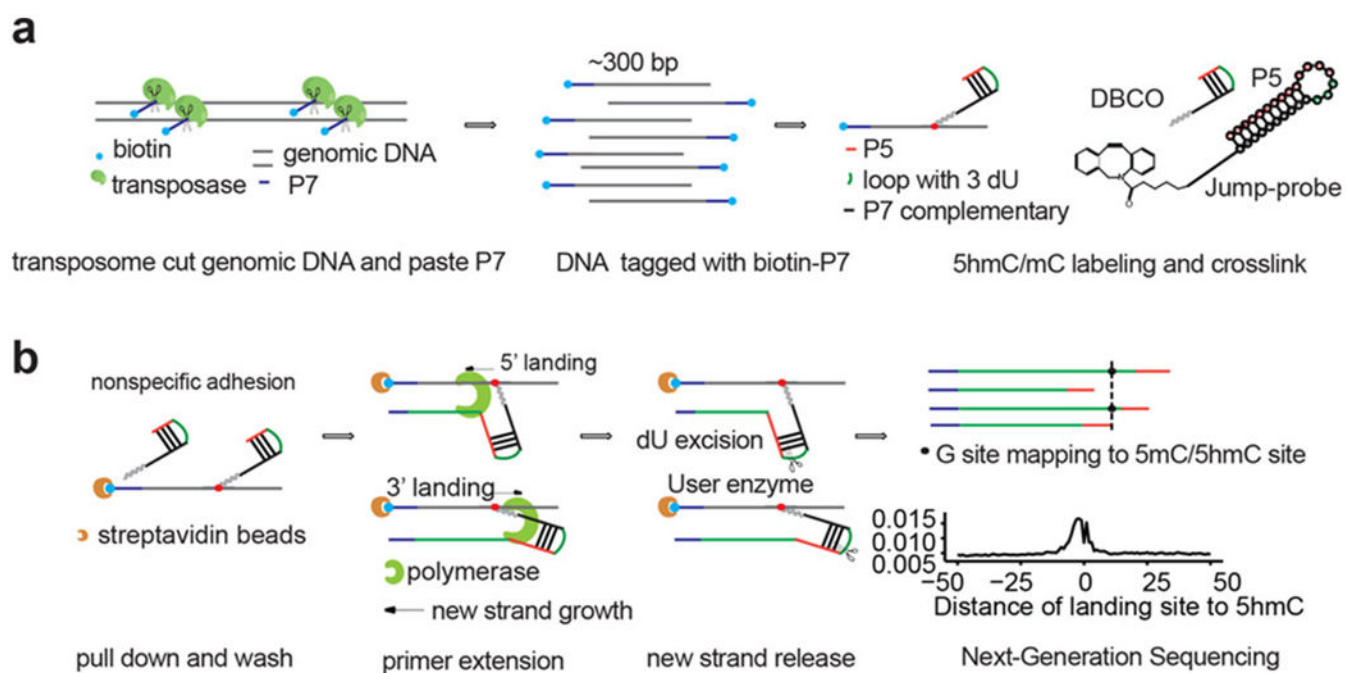 a
~300 bp
P5
DBCO
biotin
genomic DNA
transposase
P7
P5
loop with 3 dU
P7 complementary
N
O
Jump-probe
transposome cut genomic DNA and paste P7
DNA tagged with biotin-P7
5hmC/mC labeling and crosslink
b
nonspecific adhesion
5' landing
dU excision
G site mapping to 5mC/5hmC site
3' landing
User enzyme
streptavidin beads
polymerase
new strand growth
0.015
0.010
0.005
−50
−25
0
25
50
Distance of landing site to 5hmC
pull down and wash
primer extension
new strand release
Next-Generation Sequencing